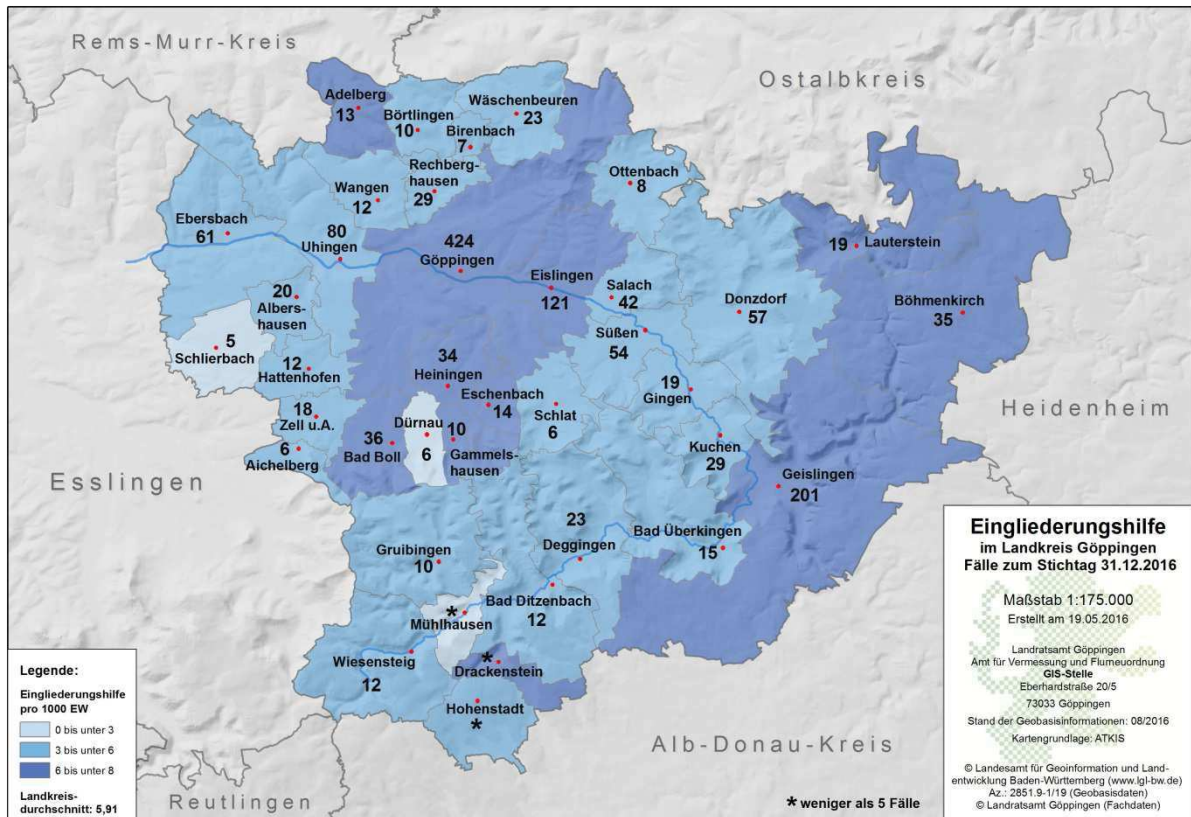 Rems-Murr-Kreis
Ostalbkreis
Adelberg
13
Börtlingen
10
Wäschenbeuren
23
Birenbach
7
Rechberg-
hausen
29
Ottenbach
8
Wangen
12
Ebersbach
61
80
Uhingen
424
Göppingen
Eislingen
121
19
Lauterstein
Salach
42
Donzdorf
57
Böhmenkirch
35
20
Albers-
hausen
Süßen
54
5
Schlierbach
12
Hattenhofen
34
Heiningen
Eschenbach
14
19
Gingen
Schlat
6
Heidenheim
18
Zell u.A.
Dürnau
6
10
Gammels-
hausen
36
Bad Boll
6
Aichelberg
Kuchen
29
Esslingen
Geislingen
201
23
Deggingen
Bad Überkingen
15
Gruibingen
10
Bad Ditzenbach
12
*
Mühlhausen
Wiesensteig
12
*
Drackenstein
Hohenstadt
*
Alb-Donau-Kreis
Reutlingen
* weniger als 5 Fälle
Legende:
Eingliederungshilfe
pro 1000 EW
0 bis unter 3
3 bis unter 6
6 bis unter 8
Landkreis-
durchschnitt: 5,91
Eingliederungshilfe
im Landkreis Göppingen
Fälle zum Stichtag 31.12.2016
Maßstab 1:175.000
Erstellt am 19.05.2016
Landratsamt Göppingen
Amt für Vermessung und Flurneuordnung
GIS-Stelle
Eberhardstraße 20/5
73033 Göppingen
Stand der Geobasisinformationen: 08/2016
Kartengrundlage: ATKIS
© Landesamt für Geoinformation und Land-
entwicklung Baden-Württemberg (www.lgl-bw.de)
Az.: 2851.9-1/19 (Geobasisdaten)
© Landratsamt Göppingen (Fachdaten)